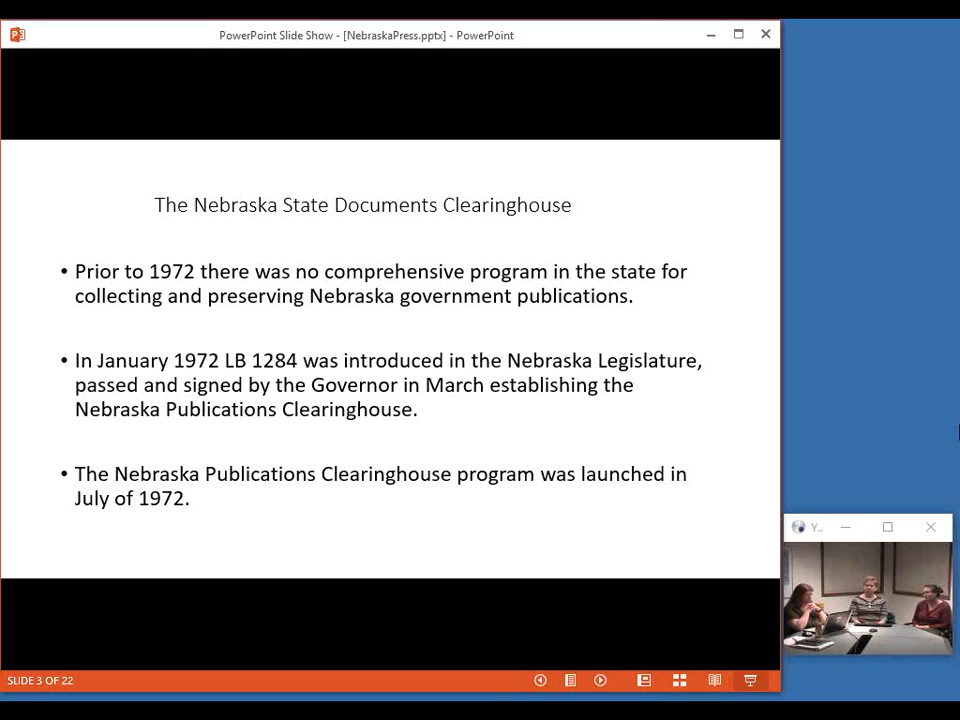 PowerPoint Slide Show - [NebraskaPress.pptx] - PowerPoint
The Nebraska State Documents Clearinghouse
• Prior to 1972 there was no comprehensive program in the state for
collecting and preserving Nebraska government publications.
• In January 1972 LB 1284 was introduced in the Nebraska Legislature,
passed and signed by the Governor in March establishing the
Nebraska Publications Clearinghouse.
• The Nebraska Publications Clearinghouse program was launched in
July of 1972.
Y..
SLIDE 3 OF 22